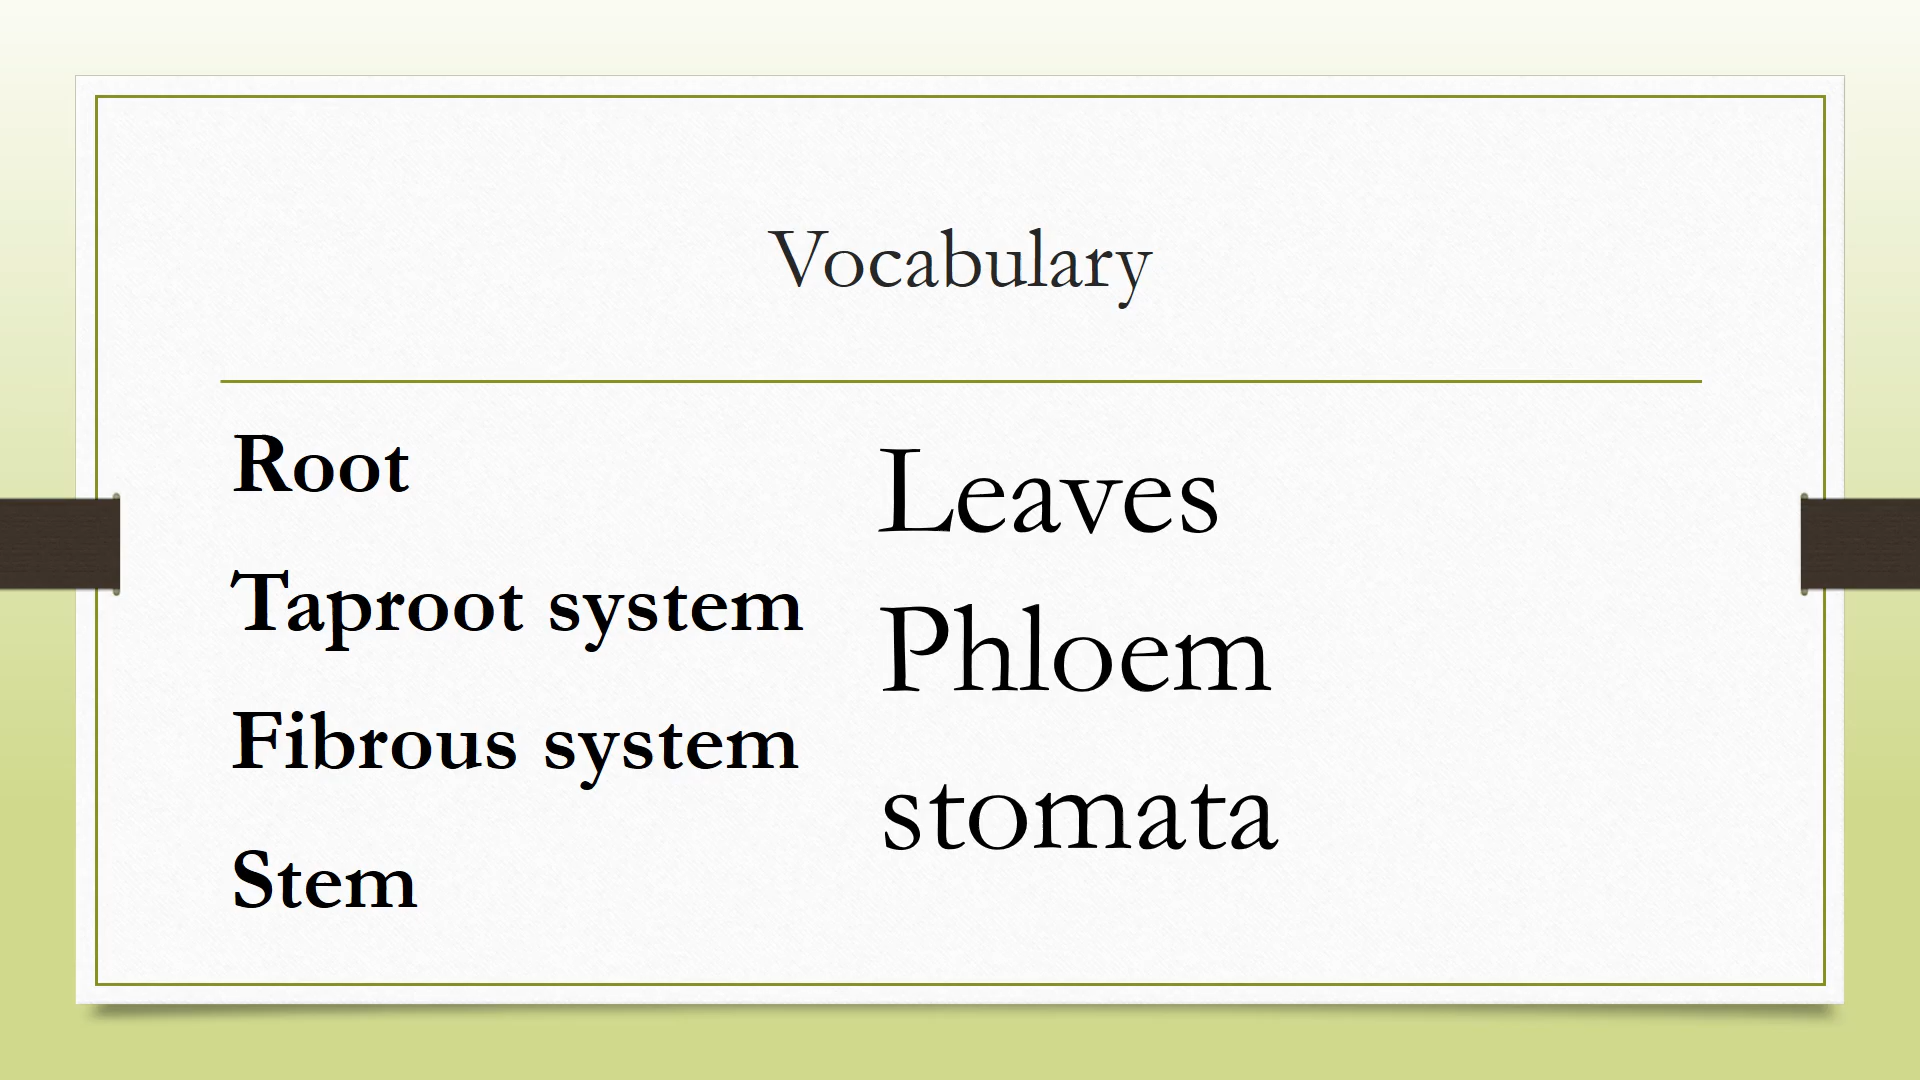 Vocabulary
Root
Taproot system
Fibrous system
Stem
Leaves
Phloem
stomata